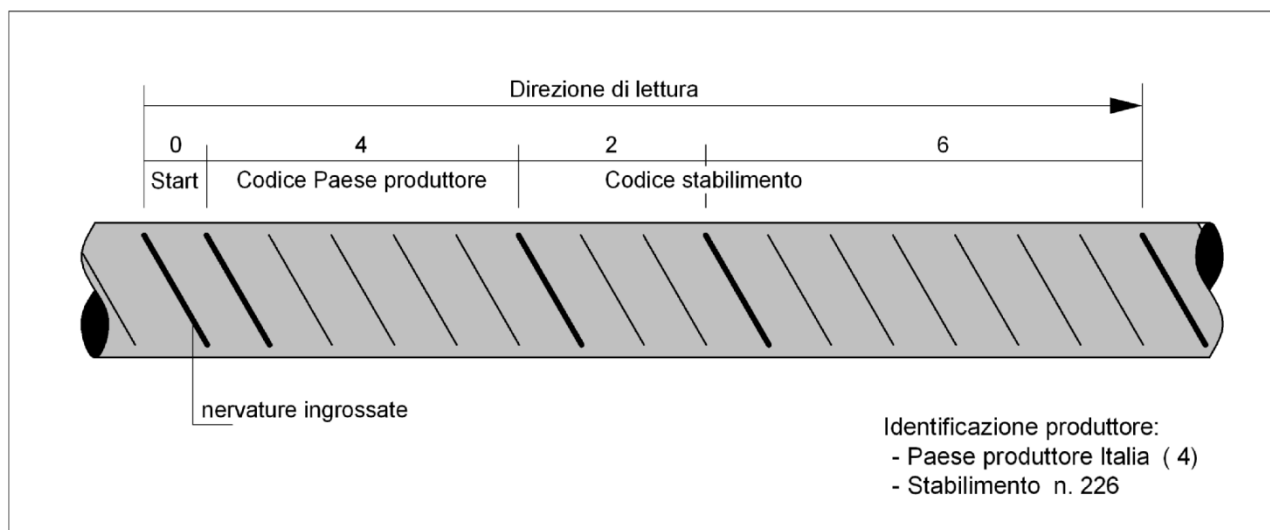 Direzione di lettura
0 4 2 6
Start Codice Paese produttore Codice stabilimento
nervature ingrossate
Identificazione produttore:
- Paese produttore Italia ( 4)
- Stabilimento n. 226